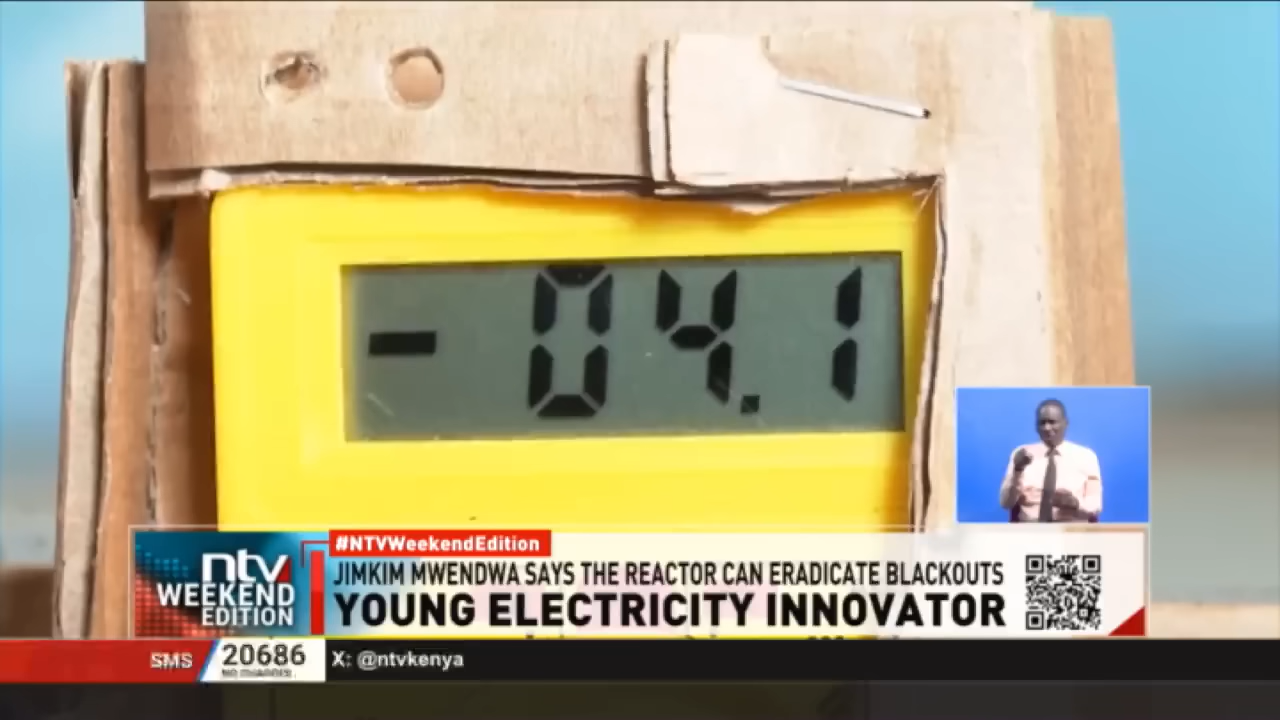 - 04.1
#NTVWeekendEdition
ntv
WEEKEND
EDITION
JIMKIM MWENDWA SAYS THE REACTOR CAN ERADICATE BLACKOUTS
YOUNG ELECTRICITY INNOVATOR
SMS
20686
X: @ntvkenya